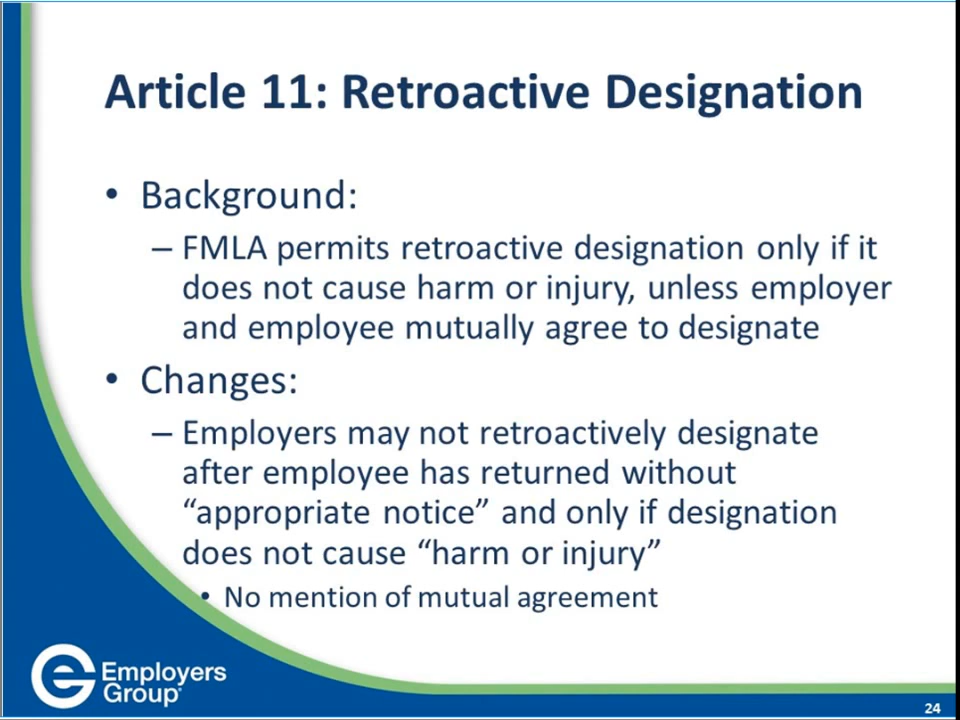 Article 11: Retroactive Designation
• Background:
– FMLA permits retroactive designation only if it
does not cause harm or injury, unless employer
and employee mutually agree to designate
• Changes:
– Employers may not retroactively designate
after employee has returned without
“appropriate notice” and only if designation
does not cause “harm or injury”
• No mention of mutual agreement
Employers
Group
24